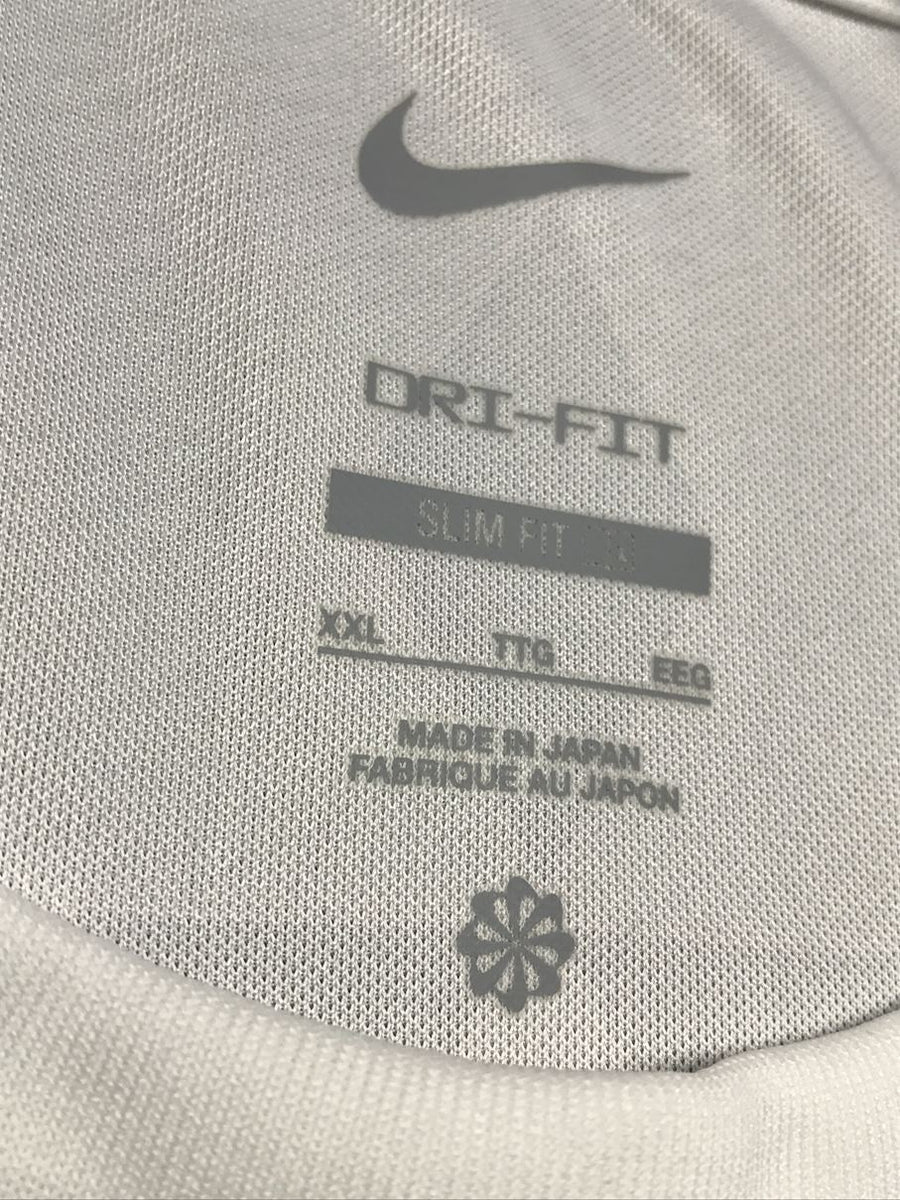 DRI-FIT
SLIM FIT
XXL TTG EEG
MADE IN JAPAN
FABRIQUE AU JAPON